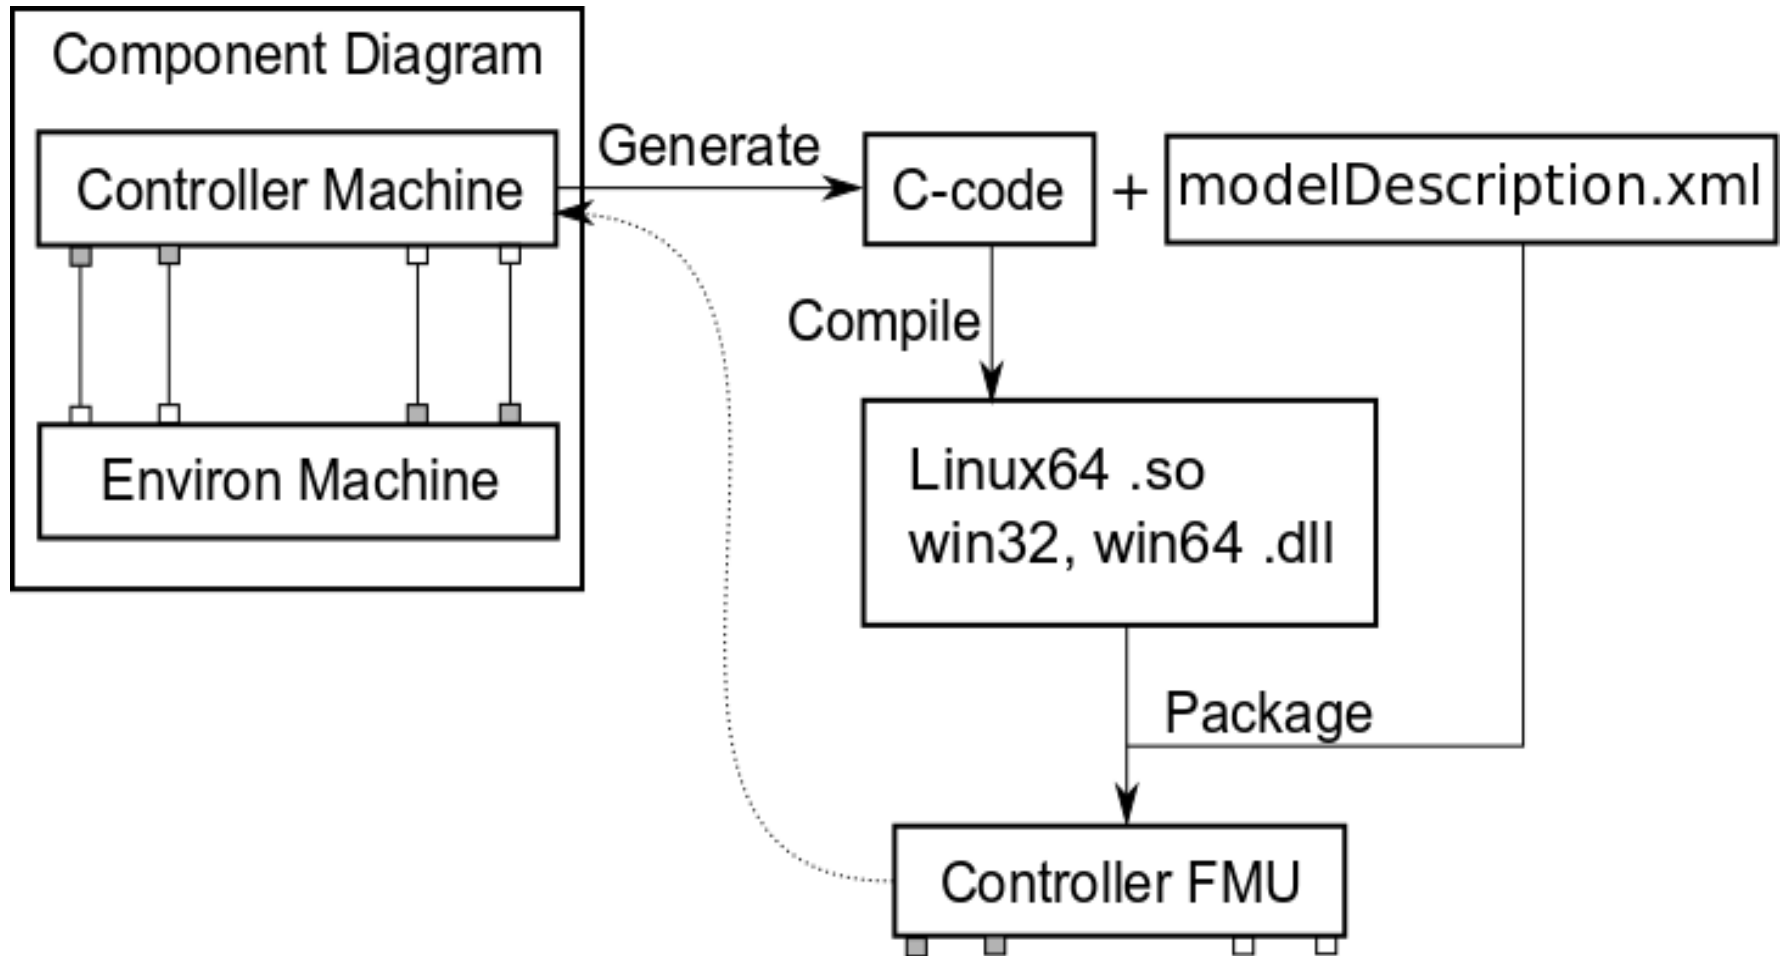 Component Diagram
Controller Machine
Generate
C-code
+
modelDescription.xml
Compile
Environ Machine
Linux64 .so
win32, win64 .dll
Package
Controller FMU